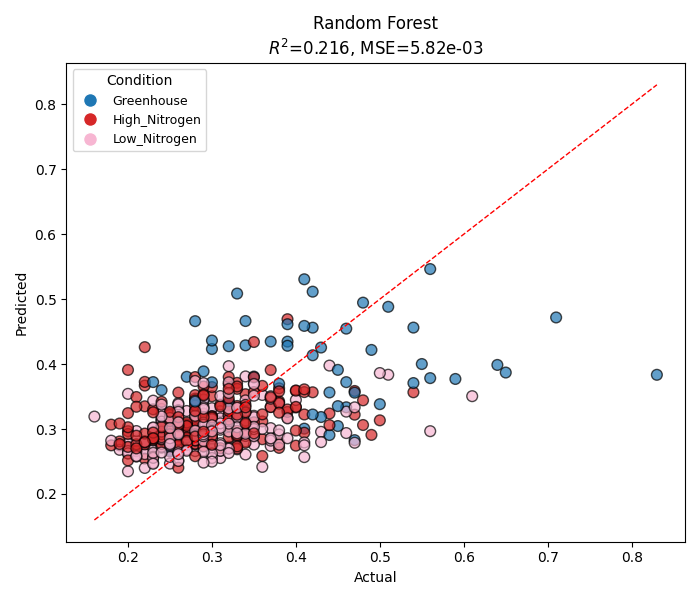 Random Forest
R²=0.216, MSE=5.82e-03
Condition
Greenhouse
High_Nitrogen
Low_Nitrogen
0.8
0.7
0.6
0.5
0.4
0.3
0.2
Predicted
0.2 0.3 0.4 0.5 0.6 0.7 0.8
Actual